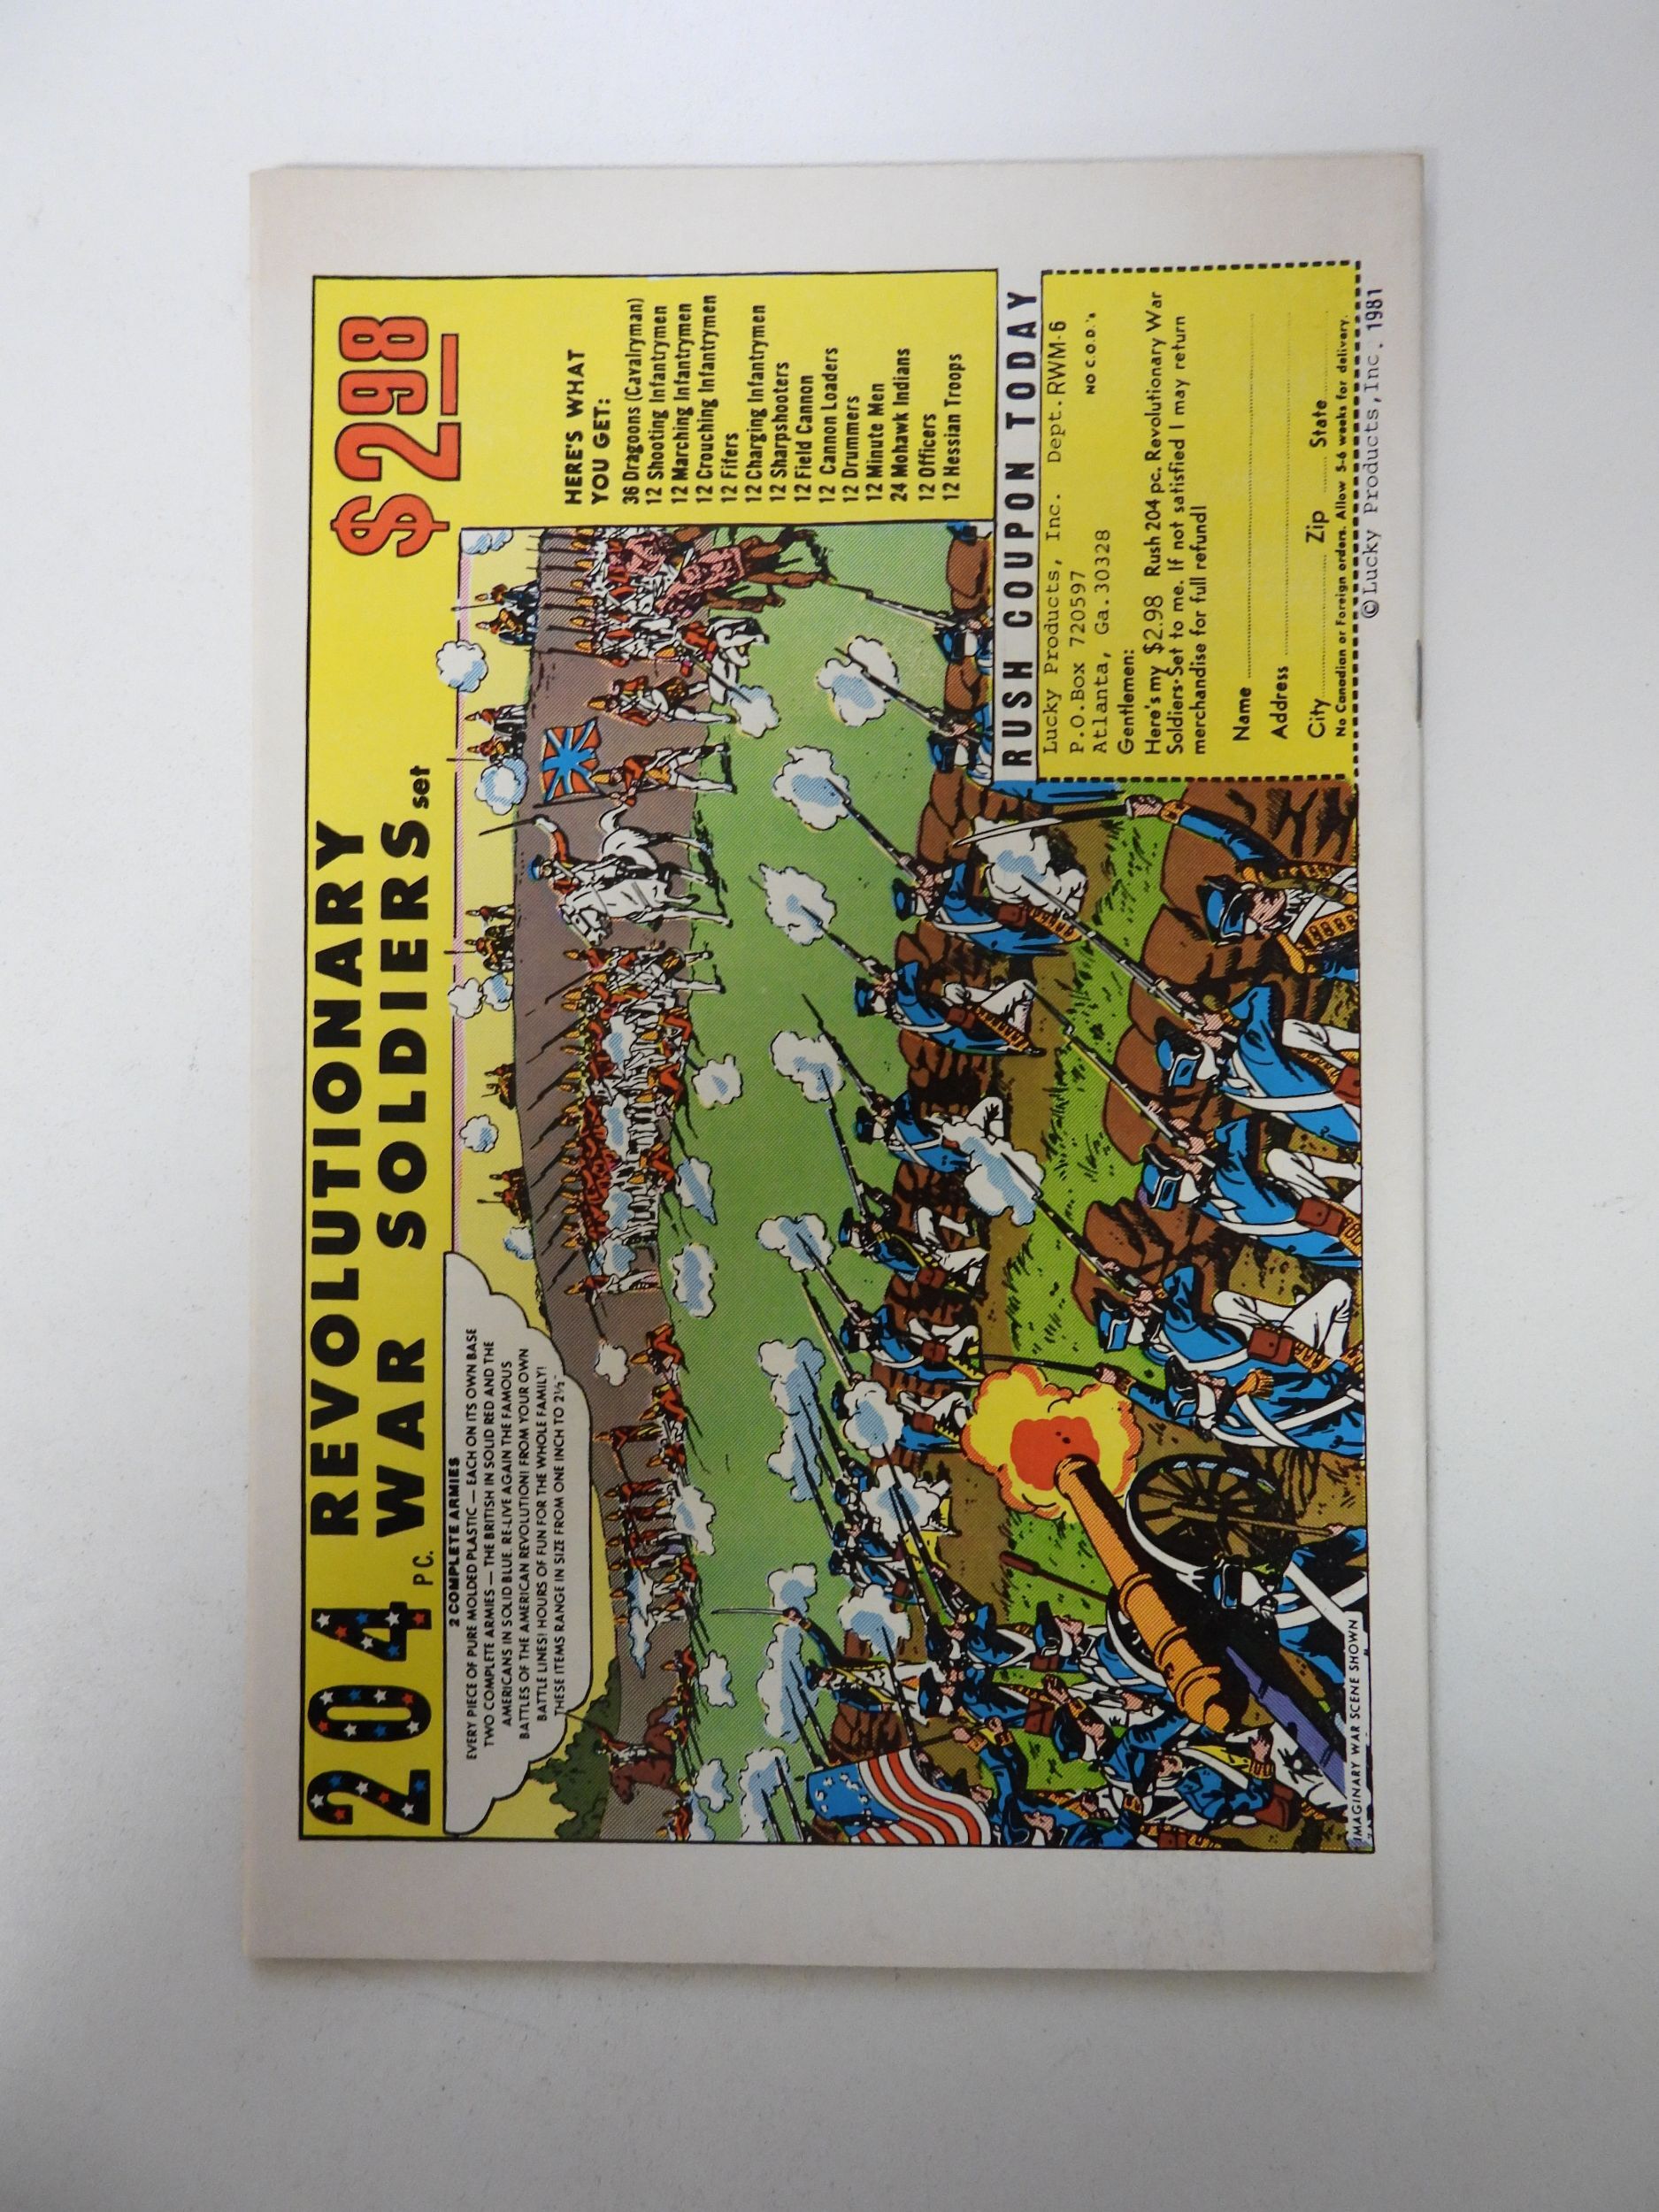 204 PC. REVOLUTIONARY
WAR SOLDIERS set
$2.98
2 COMPLETE ARMIES
EVERY PIECE OF PURE MOLDED PLASTIC — EACH ON ITS OWN BASE
TWO COMPLETE ARMIES — THE BRITISH IN SOLID RED AND THE
AMERICANS IN SOLID BLUE. RE-LIVE AGAIN THE FAMOUS
BATTLES OF THE AMERICAN REVOLUTION! FROM YOUR OWN
BATTLE LINES! HOURS OF FUN FOR THE WHOLE FAMILY!
THESE ITEMS RANGE IN SIZE FROM ONE INCH TO 2½"
HERE'S WHAT
YOU GET:
36 Dragoons (Cavalryman)
12 Shooting Infantrymen
12 Marching Infantrymen
12 Crouching Infantrymen
12 Fifers
12 Charging Infantrymen
12 Sharpshooters
12 Field Cannon
12 Cannon Loaders
12 Drummers
12 Minute Men
24 Mohawk Indians
12 Officers
12 Hessian Troops
RUSH COUPON TODAY
Lucky Products, Inc. Dept.RWM-6
P.O.Box 720597 NO C.O.D.'s
Atlanta, Ga.30328
Gentlemen:
Here's my $2.98 Rush 204 pc. Revolutionary War
Soldiers Set to me. If not satisfied I may return
merchandise for full refund!
Name
Address
City Zip State
No Canadian or Foreign orders. Allow 5-6 weeks for delivery.
IMAGINARY WAR SCENE SHOWN
© Lucky Products,Inc. 1981